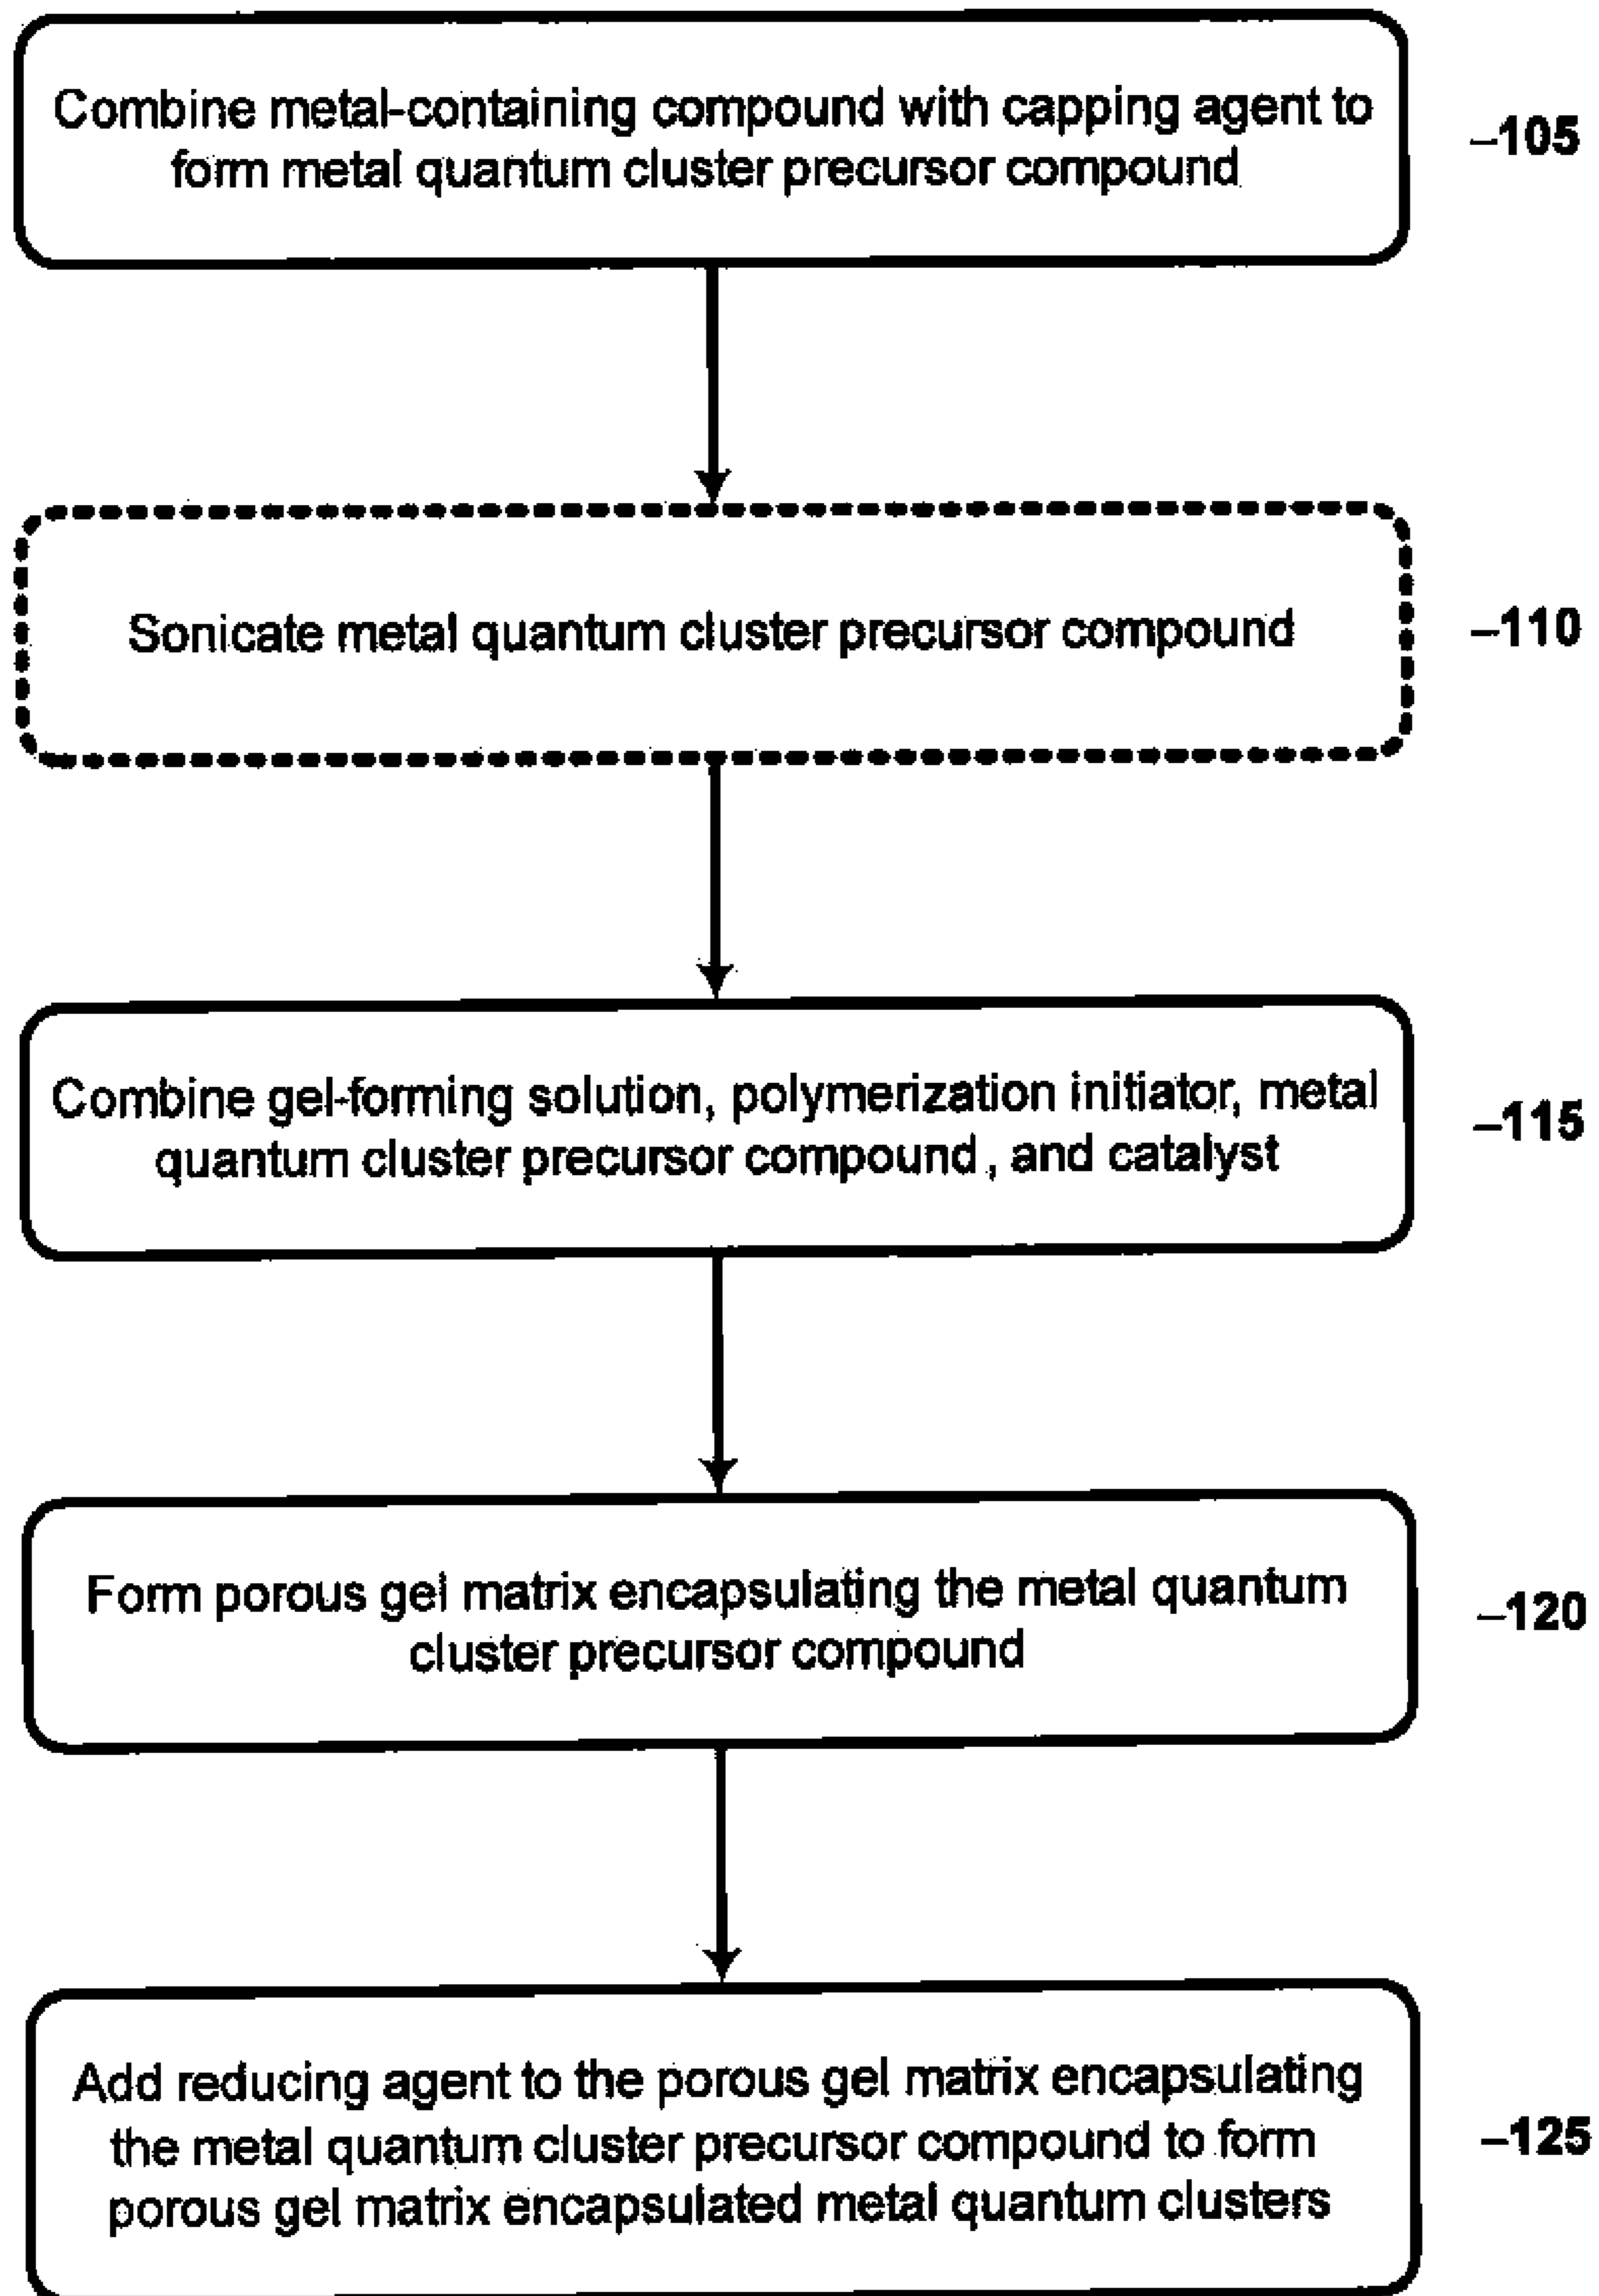 Combine metal-containing compound with capping agent to
form metal quantum cluster precursor compound
–105
Sonicate metal quantum cluster precursor compound
–110
Combine gel-forming solution, polymerization initiator, metal
quantum cluster precursor compound, and catalyst
–115
Form porous gel matrix encapsulating the metal quantum
cluster precursor compound
–120
Add reducing agent to the porous gel matrix encapsulating
the metal quantum cluster precursor compound to form
porous gel matrix encapsulated metal quantum clusters
–125